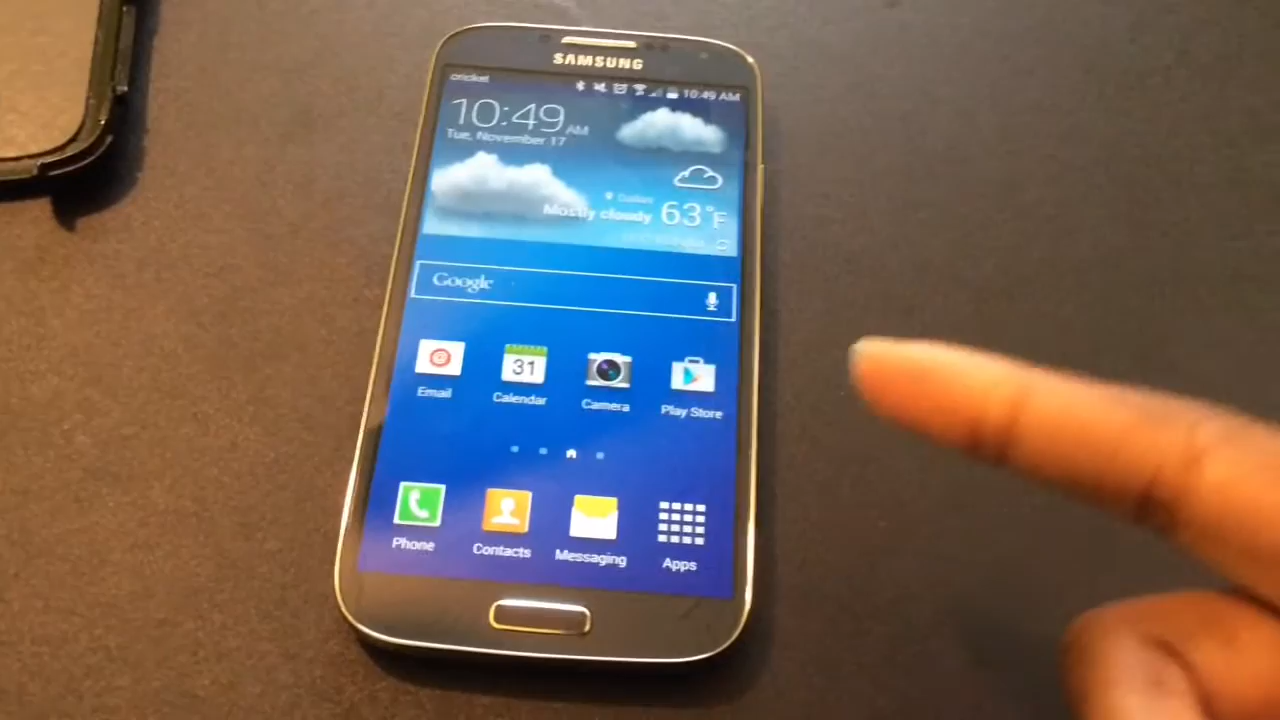 SAMSUNG
cricket
10:49 AM
10:49 AM
Tue, November 17
Dallas
Mostly cloudy 63°F
Google
31
Email
Calendar
Camera
Play Store
Phone
Contacts
Messaging
Apps